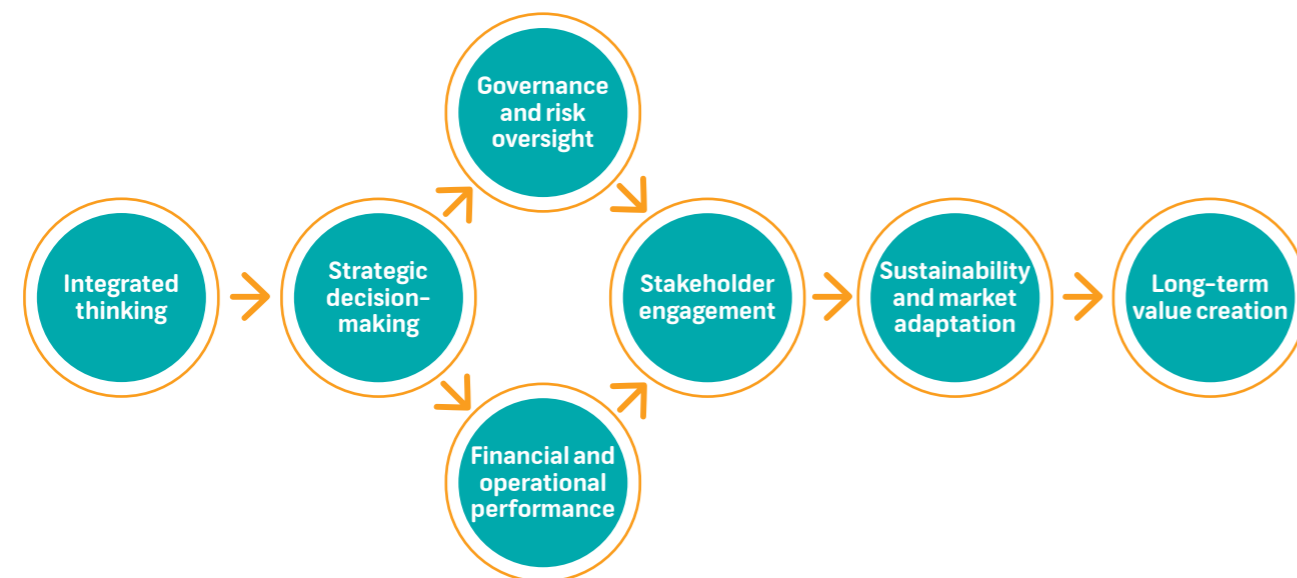 Governance
and risk
oversight
Integrated
thinking
Strategic
decision-
making
Stakeholder
engagement
Sustainability
and market
adaptation
Long-term
value creation
Financial and
operational
performance